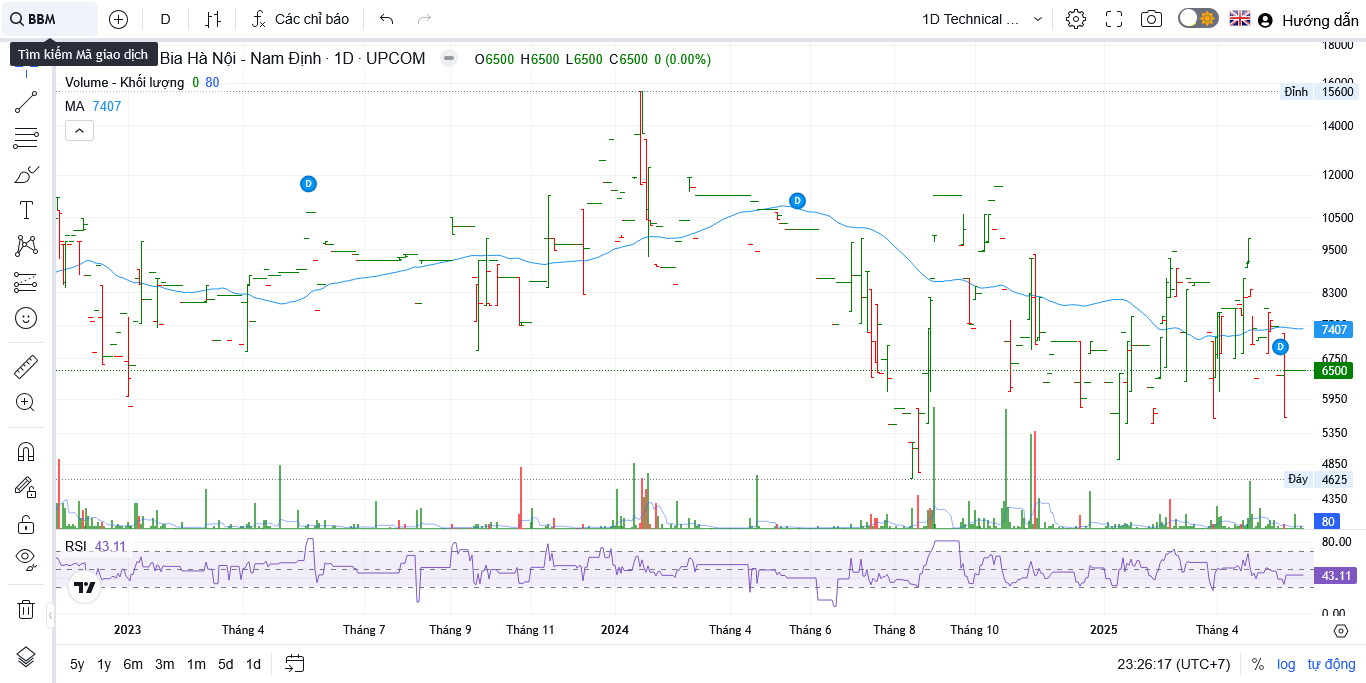 BBM
D
Các chỉ báo
1D Technical ...
Hướng dẫn
Tìm kiếm Mã giao dịch
Bia Hà Nội - Nam Định · 1D · UPCOM
O6500 H6500 L6500 C6500 0 (0.00%)
Volume - Khối lượng 0 80
MA 7407
18000
16000
Đỉnh 15600
14000
12000
10500
9500
8300
7407
6750
6500
5950
5350
4850
Đáy 4625
4350
80
D
D
D
RSI 43.11
80.00
43.11
0.00
2023 Tháng 4 Tháng 7 Tháng 9 Tháng 11 2024 Tháng 4 Tháng 6 Tháng 8 Tháng 10 2025 Tháng 4
5y 1y 6m 3m 1m 5d 1d
23:26:17 (UTC+7) % log tự động